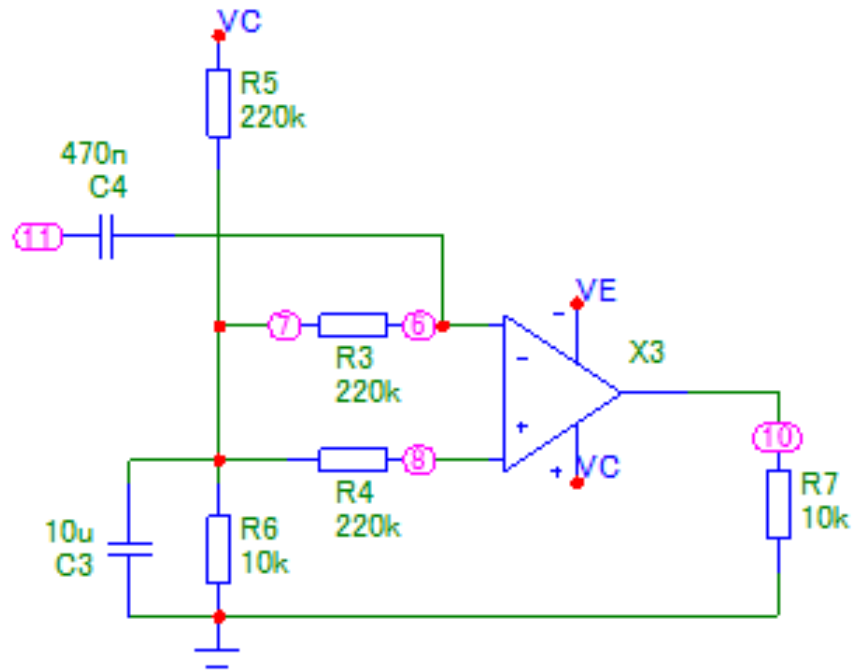 VC
R5
220k
470n
C4
11
7
6
R3
220k
- VE
X3
-
+
8
R4
220k
+ VC
10
R7
10k
10u
C3
R6
10k